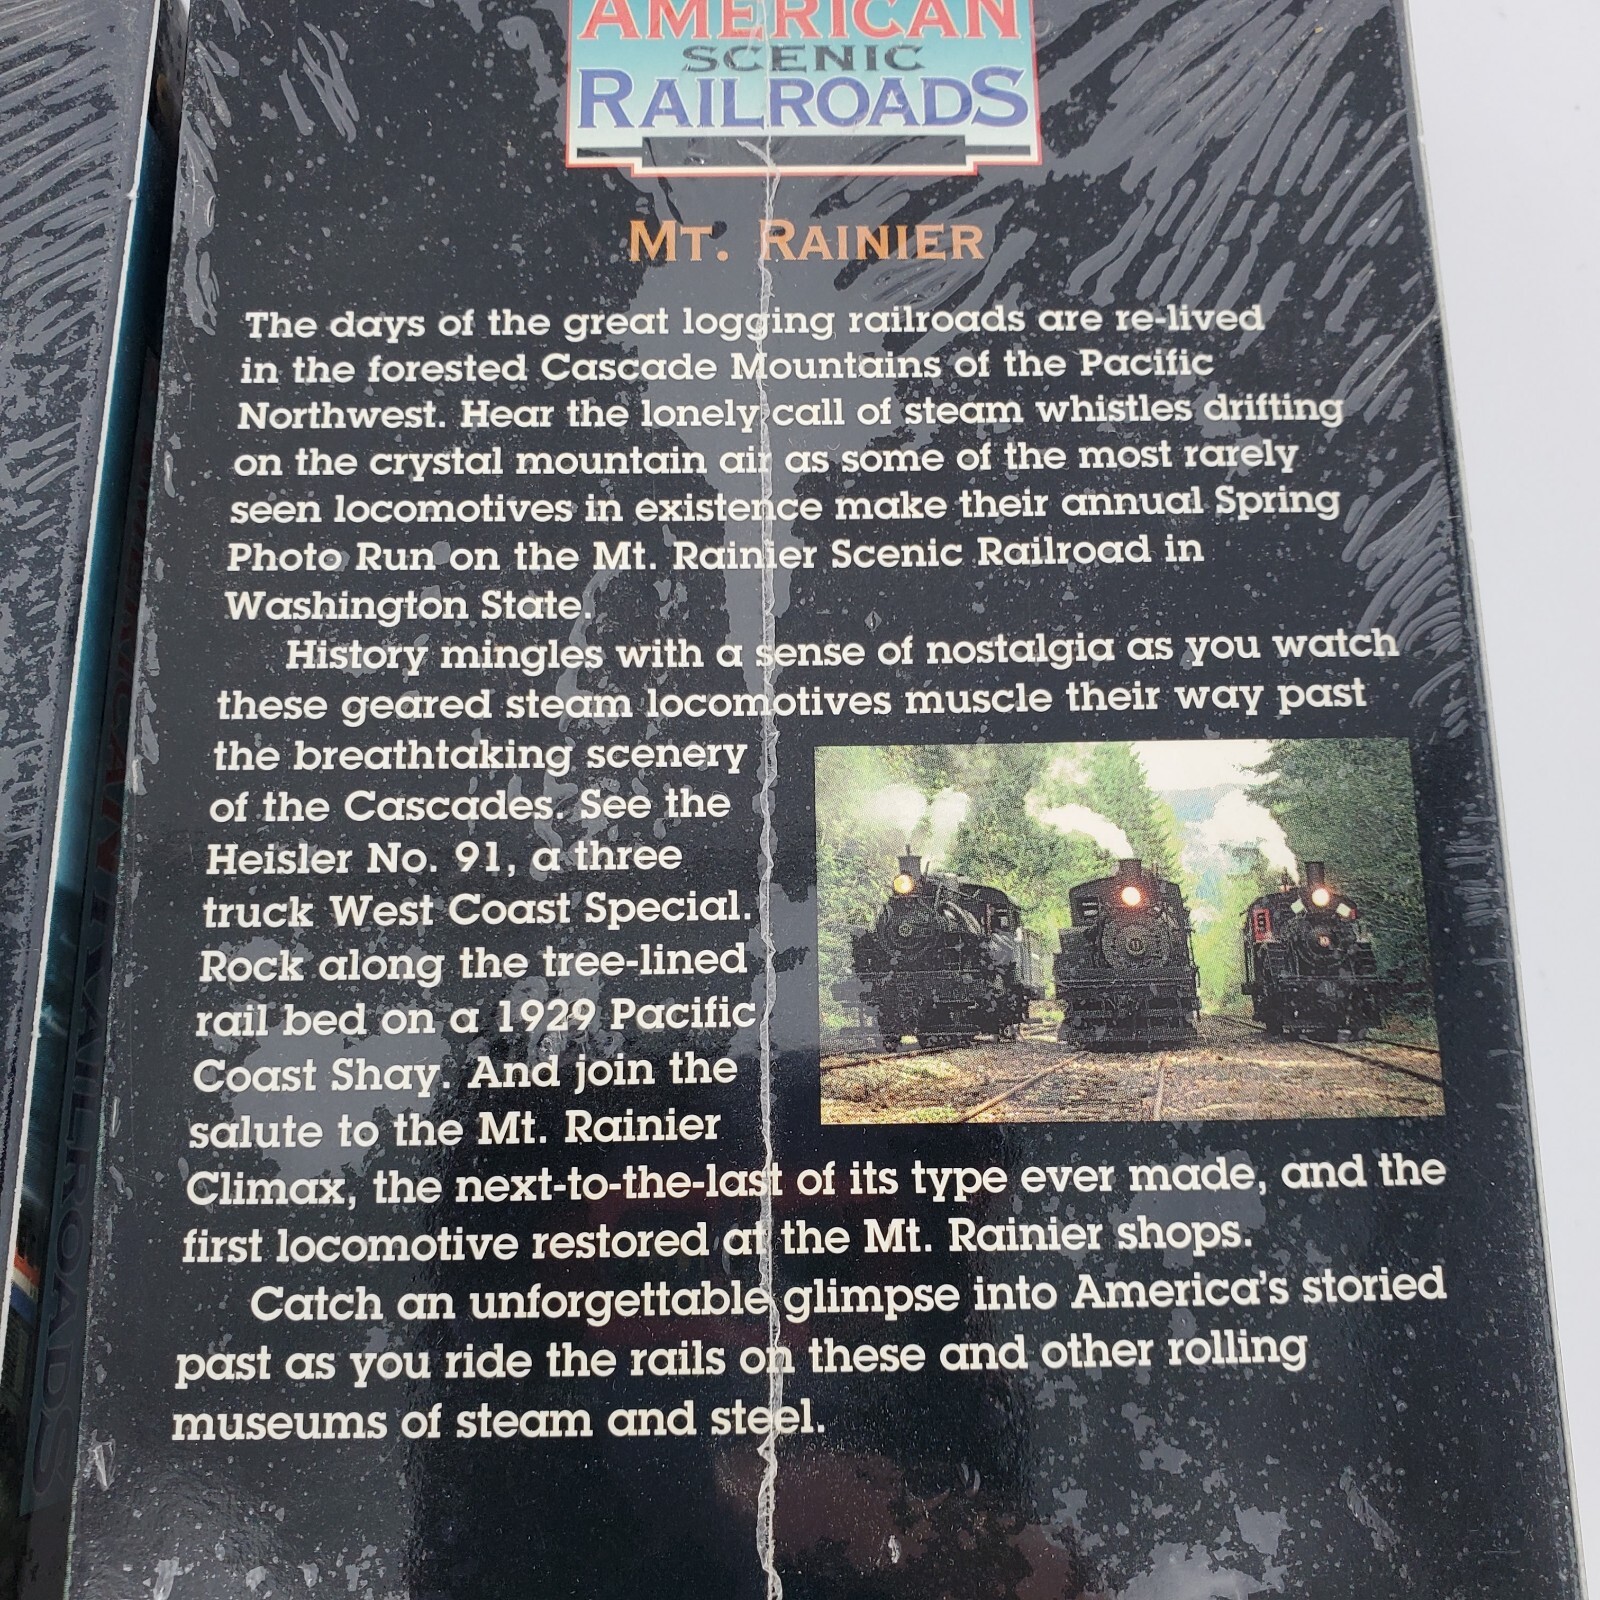 AMERICAN
SCENIC
RAILROADS
MT. RAINIER
The days of the great logging railroads are re-lived
in the forested Cascade Mountains of the Pacific
Northwest. Hear the lonely call of steam whistles drifting
on the crystal mountain air as some of the most rarely
seen locomotives in existence make their annual Spring
Photo Run on the Mt. Rainier Scenic Railroad in
Washington State.
History mingles with a sense of nostalgia as you watch
these geared steam locomotives muscle their way past
the breathtaking scenery
of the Cascades. See the
Heisler No. 91, a three
truck West Coast Special.
Rock along the tree-lined
rail bed on a 1929 Pacific
Coast Shay. And join the
salute to the Mt. Rainier
Climax, the next-to-the-last of its type ever made, and the
first locomotive restored at the Mt. Rainier shops.
Catch an unforgettable glimpse into America's storied
past as you ride the rails on these and other rolling
museums of steam and steel.
AMERICAN
RAILROADS